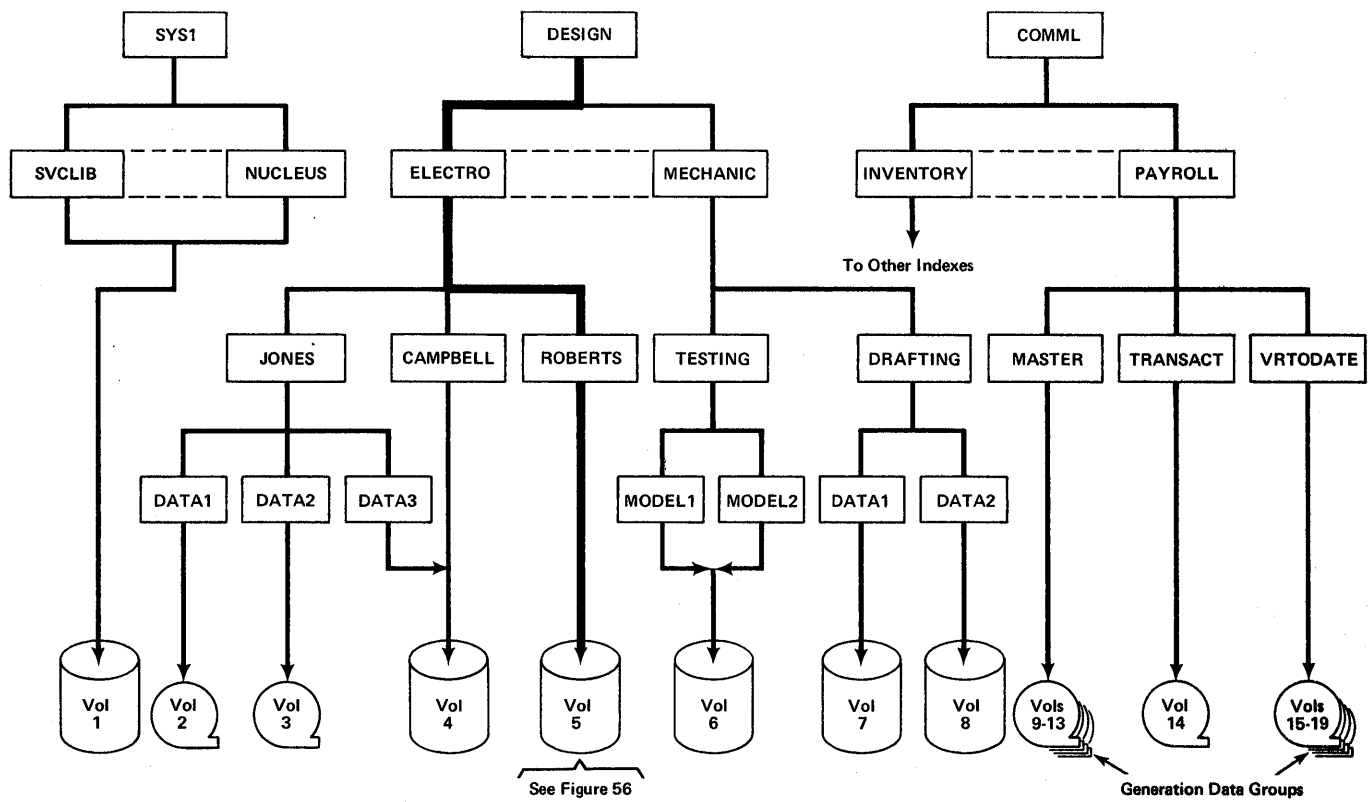 SYS1
DESIGN
COMML
SVCLIB
NUCLEUS
ELECTRO
MECHANIC
INVENTORY
PAYROLL
To Other Indexes
JONES
CAMPBELL
ROBERTS
TESTING
DRAFTING
MASTER
TRANSACT
VRTODATE
DATA1
DATA2
DATA3
MODEL1
MODEL2
DATA1
DATA2
Vol
1
Vol
2
Vol
3
Vol
4
Vol
5
Vol
6
Vol
7
Vol
8
Vols
9-13
Vol
14
Vols
15-19
See Figure 56
Generation Data Groups